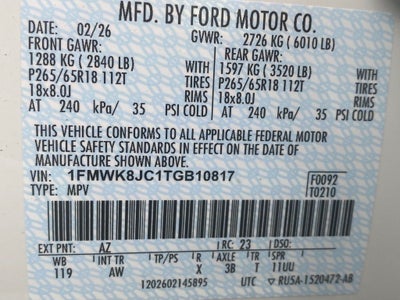 MFD. BY FORD MOTOR CO.
DATE: 02/26 GVWR: 2726 KG (6010 LB)
FRONT GAWR: REAR GAWR:
1288 KG (2840 LB) 1597 KG (3520 LB) WITH
P265/65R18 112T TIRES P265/65R18 112T TIRES
18x8.0J RIMS 18x8.0J RIMS
AT 240 kPa/ 35 PSI COLD AT 240 kPa/ 35 PSI COLD
THIS VEHICLE CONFORMS TO ALL APPLICABLE FEDERAL MOTOR
VEHICLE SAFETY STANDARDS IN EFFECT ON THE DATE OF
MANUFACTURE SHOWN ABOVE.
VIN: 1FMWK8JC1TGB10817 F0092
TYPE: MPV T0210
EXT PNT: AZ RC: 23 DSO:
WB INT TR TP/PS R AXLE TR SPR
119 AW X 3B T 11UU
1202602145895 UTC RU5A-1520472-AB